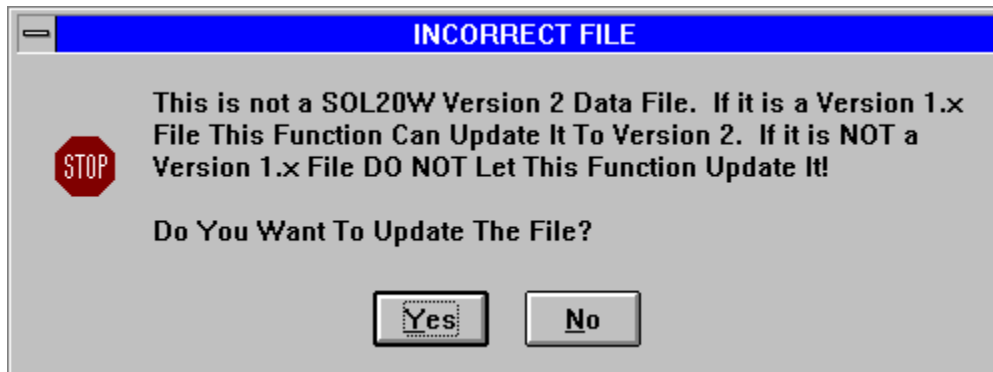 INCORRECT FILE
This is not a SOL20W Version 2 Data File.  If it is a Version 1.x
File This Function Can Update It To Version 2.  If it is NOT a
Version 1.x File DO NOT Let This Function Update It!
Do You Want To Update The File?
STOP
Yes
No